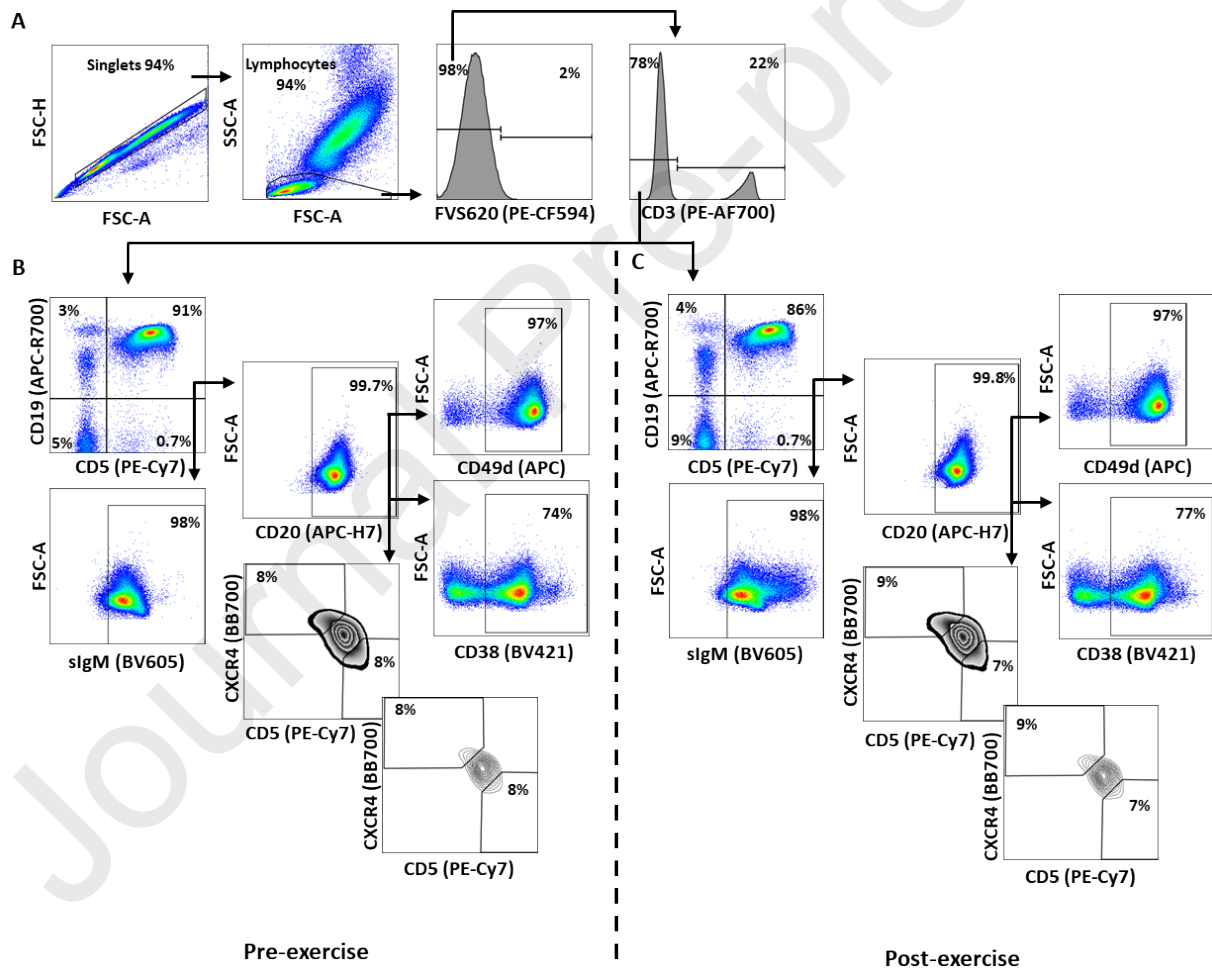 A
Singlets 94%
FSC-H
FSC-A
Lymphocytes
94%
SSC-A
FSC-A
98%
2%
FVS620 (PE-CF594)
78%
22%
CD3 (PE-AF700)
B
3%
91%
5%
0.7%
CD19 (APC-R700)
CD5 (PE-Cy7)
98%
FSC-A
sIgM (BV605)
99.7%
FSC-A
CD20 (APC-H7)
97%
FSC-A
CD49d (APC)
74%
FSC-A
CD38 (BV421)
8%
8%
CXCR4 (BB700)
CD5 (PE-Cy7)
8%
8%
CXCR4 (BB700)
CD5 (PE-Cy7)
Pre-exercise
C
4%
86%
9%
0.7%
CD19 (APC-R700)
CD5 (PE-Cy7)
98%
FSC-A
sIgM (BV605)
99.8%
FSC-A
CD20 (APC-H7)
97%
FSC-A
CD49d (APC)
77%
FSC-A
CD38 (BV421)
9%
7%
CXCR4 (BB700)
CD5 (PE-Cy7)
9%
7%
CXCR4 (BB700)
CD5 (PE-Cy7)
Post-exercise
Journal Pre-pro